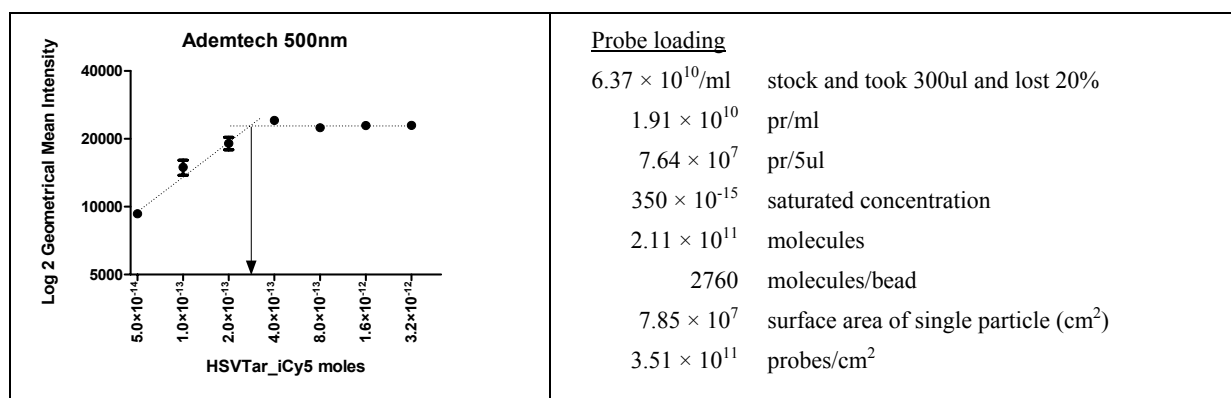 Ademtech 500nm
Log 2 Geometrical Mean Intensity
40000
20000
10000
5000
5.0×10⁻¹⁴
1.0×10⁻¹³
2.0×10⁻¹³
4.0×10⁻¹³
8.0×10⁻¹³
1.6×10⁻¹²
3.2×10⁻¹²
HSVTar_iCy5 moles
Probe loading
6.37 × 10¹⁰/ml stock and took 300ul and lost 20%
1.91 × 10¹⁰ pr/ml
7.64 × 10⁷ pr/5ul
350 × 10⁻¹⁵ saturated concentration
2.11 × 10¹¹ molecules
2760 molecules/bead
7.85 × 10⁷ surface area of single particle (cm²)
3.51 × 10¹¹ probes/cm²